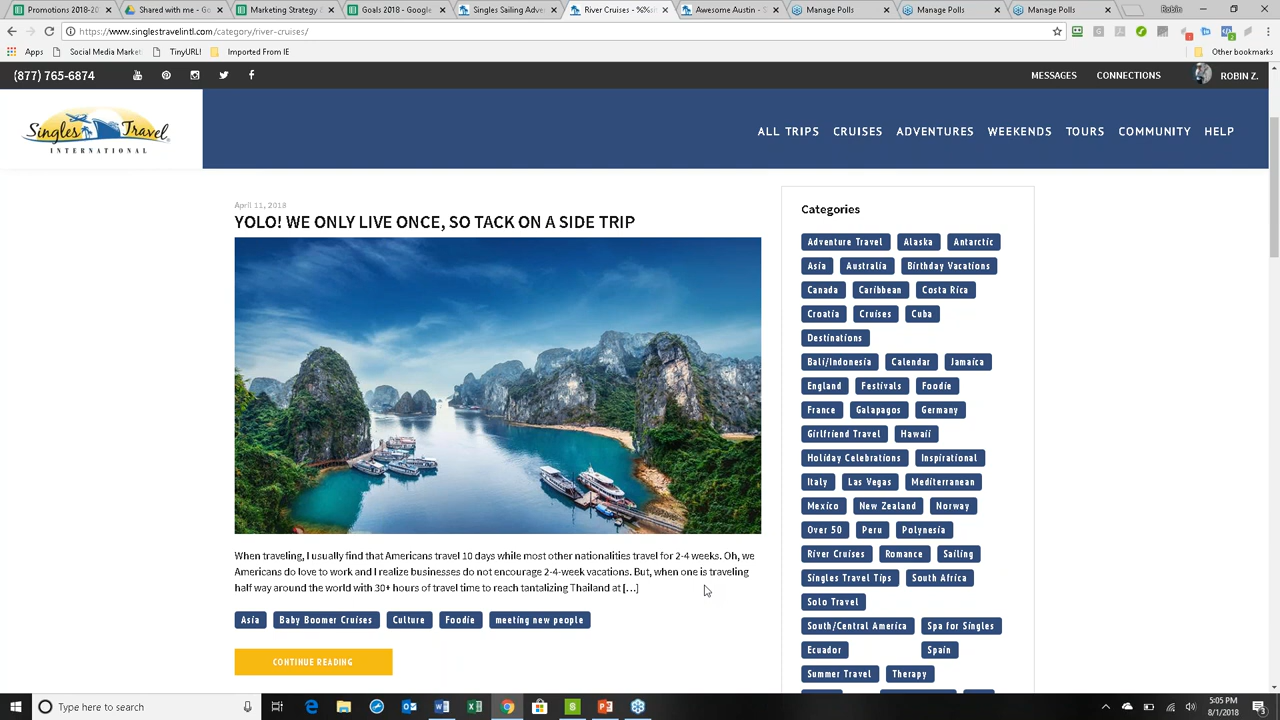 Promotions 2018-20
Shared with me - Go
Marketing Strategy &
Goals 2018 - Google
Singles Sailing Adve
River Cruises - %%si
Awesome Austin - S
Manage Polls
Manage Polls
Manage Polls
Robin
https://www.singlestravelintl.com/category/river-cruises/
Apps
Social Media Market
TinyURL!
Imported From IE
Other bookmarks
(877) 765-6874
MESSAGES
CONNECTIONS
ROBIN Z.
Singles Travel
INTERNATIONAL
ALL TRIPS
CRUISES
ADVENTURES
WEEKENDS
TOURS
COMMUNITY
HELP
April 11, 2018
YOLO! WE ONLY LIVE ONCE, SO TACK ON A SIDE TRIP
When traveling, I usually find that Americans travel 10 days while most other nationalities travel for 2-4 weeks. Oh, we
Americans do love to work and I realize businesses do not encourage 2-4-week vacations. But, when one is traveling
half way around the world with 30+ hours of travel time to reach tantalizing Thailand at [...]
Asia
Baby Boomer Cruises
Culture
Foodie
meeting new people
CONTINUE READING
Categories
Adventure Travel
Alaska
Antarctic
Asia
Australia
Birthday Vacations
Canada
Caribbean
Costa Rica
Croatia
Cruises
Cuba
Destinations
Bali/Indonesia
Calendar
Jamaica
England
Festivals
Foodie
France
Galapagos
Germany
Girlfriend Travel
Hawaii
Holiday Celebrations
Inspirational
Italy
Las Vegas
Mediterranean
Mexico
New Zealand
Norway
Over 50
Peru
Polynesia
River Cruises
Romance
Sailing
Singles Travel Tips
South Africa
Solo Travel
South/Central America
Spa for Singles
Ecuador
Spain
Summer Travel
Therapy
Type here to search
5:05 PM
8/1/2018